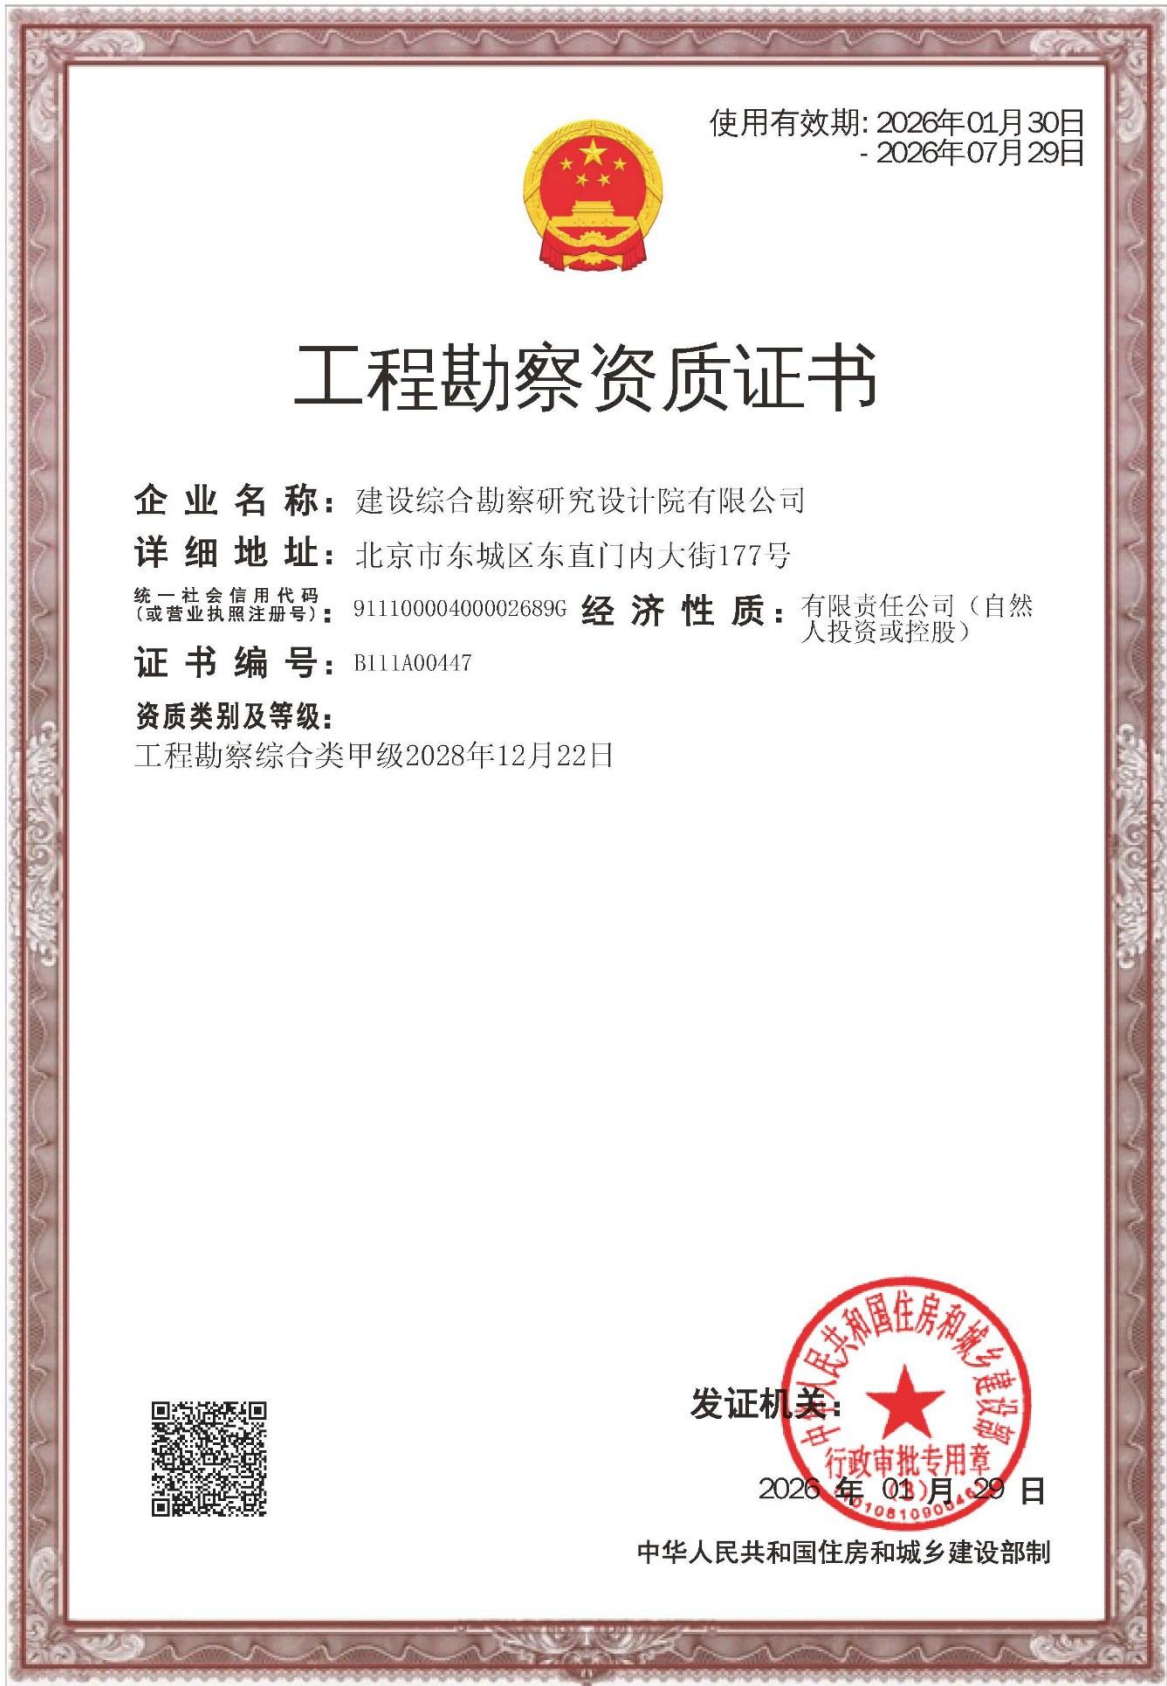 使用有效期: 2026年01月30日
- 2026年07月29日
工程勘察资质证书
企业名称：建设综合勘察研究设计院有限公司
详细地址：北京市东城区东直门内大街177号
统一社会信用代码
(或营业执照注册号)：91110000400002689G 经济性质：有限责任公司（自然
人投资或控股）
证书编号：B111A00447
资质类别及等级：
工程勘察综合类甲级2028年12月22日
发证机关：
中华人民共和国住房和城乡建设部
行政审批专用章
(3)
2026 年 01 月 29 日
中华人民共和国住房和城乡建设部制